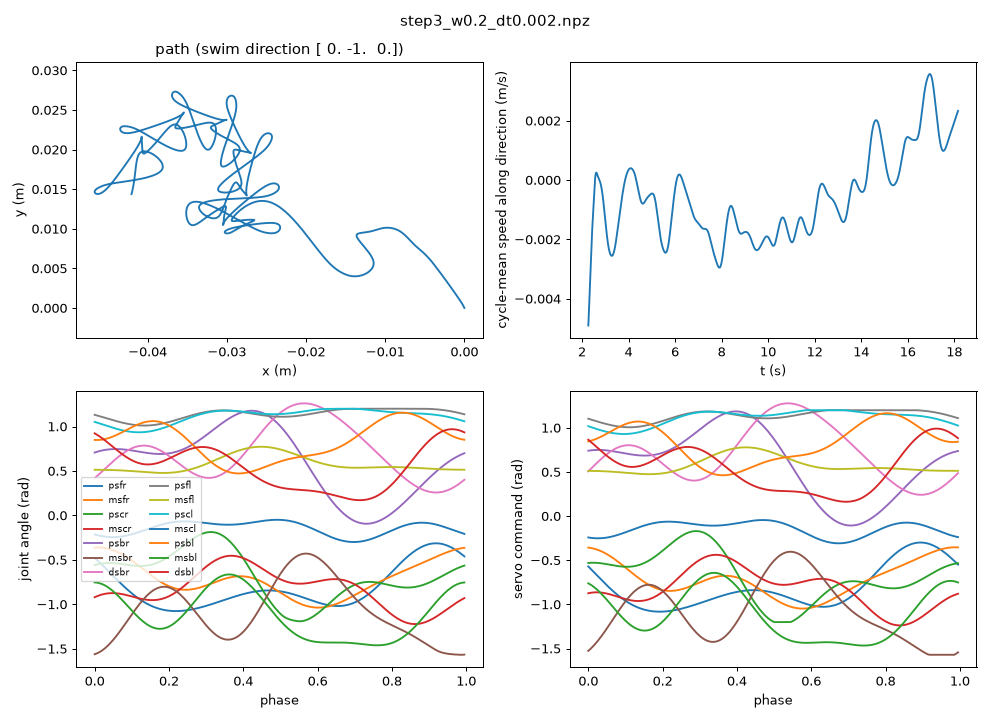 step3_w0.2_dt0.002.npz
path (swim direction [ 0. -1.  0.])
0.030
0.025
0.020
0.015
0.010
0.005
0.000
y (m)
−0.04
−0.03
−0.02
−0.01
0.00
x (m)
0.002
0.000
−0.002
−0.004
cycle-mean speed along direction (m/s)
2
4
6
8
10
12
14
16
18
t (s)
1.0
0.5
0.0
−0.5
−1.0
−1.5
joint angle (rad)
psfr
msfr
pscr
mscr
psbr
msbr
dsbr
psfl
msfl
pscl
mscl
psbl
msbl
dsbl
0.0
0.2
0.4
0.6
0.8
1.0
phase
1.0
0.5
0.0
−0.5
−1.0
−1.5
servo command (rad)
0.0
0.2
0.4
0.6
0.8
1.0
phase